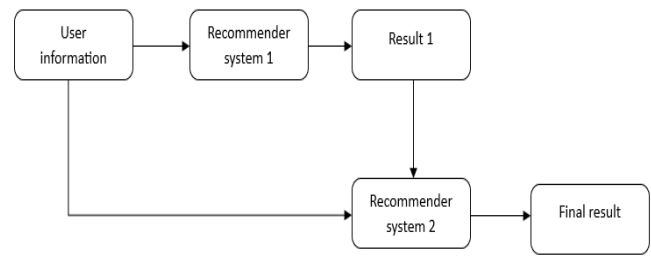 User
information
Recommender
system 1
Result 1
Recommender
system 2
Final result